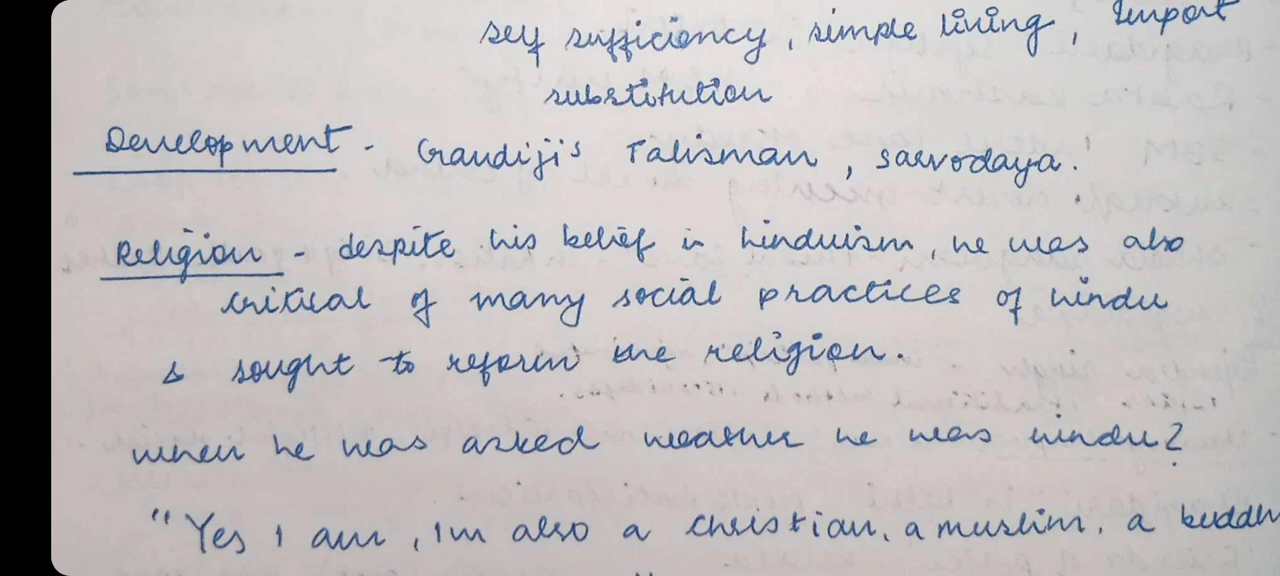 self sufficiency, simple living, Import
substitution
Development - Gandiji's Talisman, sarvodaya.
Religion - despite his belief in hinduism, he was also
critical of many social practices of hindu
& sought to reform the religion.
when he was asked weather he was hindu?
"Yes I am, I'm also a christian, a muslim, a buddh